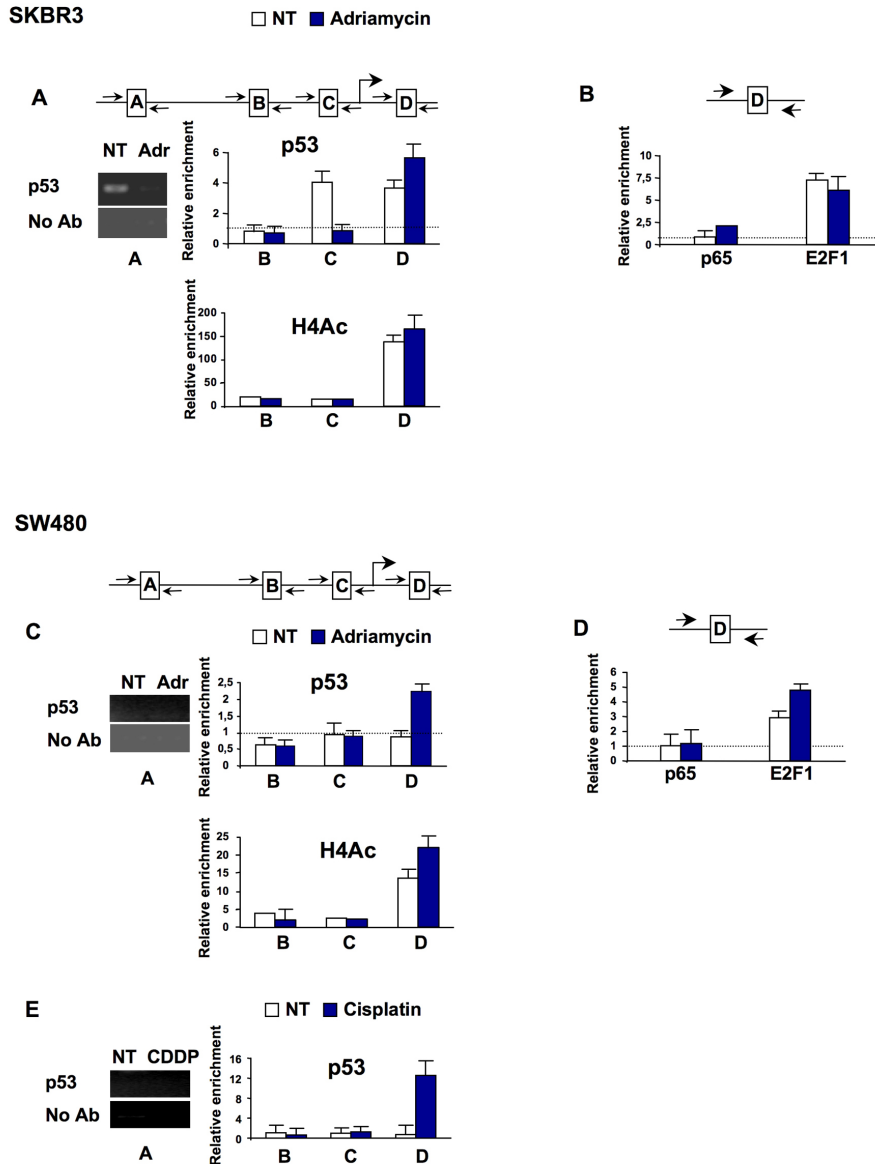 SKBR3
NT Adriamycin
A
A B C D
p53
NT Adr
p53
No Ab
A
Relative enrichment
6
4
2
0
B C D
H4Ac
Relative enrichment
200
150
100
50
0
B C D
B
D
Relative enrichment
10
7,5
5
2,5
0
p65 E2F1
SW480
A B C D
C
NT Adriamycin
p53
NT Adr
p53
No Ab
A
Relative enrichment
2,5
2
1,5
1
0,5
0
B C D
H4Ac
Relative enrichment
25
20
15
10
5
0
B C D
D
D
Relative enrichment
6
5
4
3
2
1
0
p65 E2F1
E
NT Cisplatin
p53
NT CDDP
p53
No Ab
A
Relative enrichment
16
12
8
4
0
B C D